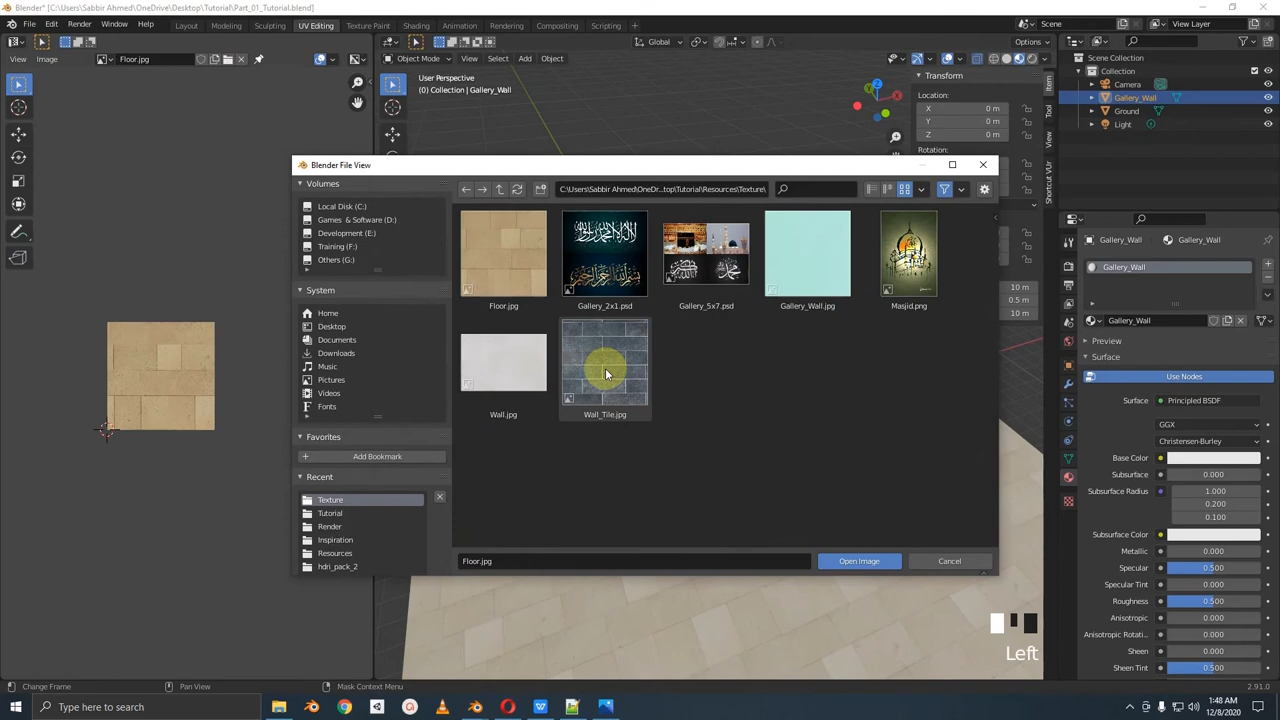 Blender* [C:\Users\Sabbir Ahmed\OneDrive\Desktop\Tutorial\Part_01_Tutorial.blend]
File Edit Render Window Help Layout Modeling Sculpting UV Editing Texture Paint Shading Animation Rendering Compositing Scripting Scene View Layer
View Image Floor.jpg Global Options
Object Mode View Select Add Object
Scene Collection
Collection
Camera
Gallery_Wall
Ground
Light
User Perspective
(0) Collection | Gallery_Wall
Transform
Location:
X 0 m
Y 0 m
Z 0 m
Rotation:
Item
Tool
View
Shortcut VUr
Blender File View
Volumes
Local Disk (C:)
Games & Software (D:)
Development (E:)
Training (F:)
Others (G:)
System
Home
Desktop
Documents
Downloads
Music
Pictures
Videos
Fonts
Favorites
Add Bookmark
Recent
Texture
Tutorial
Render
Inspiration
Resources
hdri_pack_2
C:\Users\Sabbir Ahmed\OneDr...top\Tutorial\Resources\Texture\
Floor.jpg
Gallery_2x1.psd
Gallery_5x7.psd
Gallery_Wall.jpg
Masjid.png
Wall.jpg
Wall_Tile.jpg
Floor.jpg
Open Image
Cancel
10 m
0.5 m
10 m
Gallery_Wall Gallery_Wall
Gallery_Wall
Gallery_Wall
Preview
Surface
Use Nodes
Surface Principled BSDF
GGX
Christensen-Burley
Base Color
Subsurface 0.000
Subsurface Radius 1.000
0.200
0.100
Subsurface Color
Metallic 0.000
Specular 0.500
Specular Tint 0.000
Roughness 0.500
Anisotropic 0.000
Anisotropic Rotati... 0.000
Sheen 0.000
Sheen Tint 0.500
Left
Change Frame Pan View Mask Context Menu 2.91.0
Type here to search
1:48 AM
12/8/2020